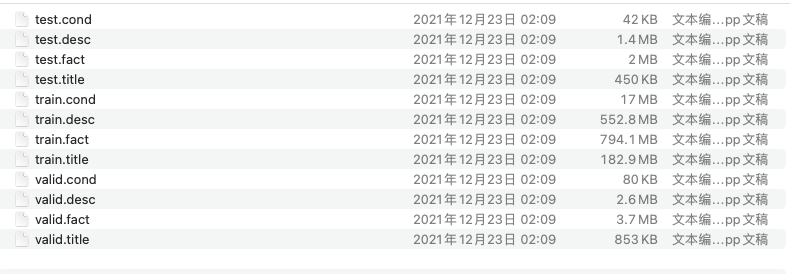 test.cond 2021年12月23日 02:09 42 KB 文本编...pp 文稿
test.desc 2021年12月23日 02:09 1.4 MB 文本编...pp 文稿
test.fact 2021年12月23日 02:09 2 MB 文本编...pp 文稿
test.title 2021年12月23日 02:09 450 KB 文本编...pp 文稿
train.cond 2021年12月23日 02:09 17 MB 文本编...pp 文稿
train.desc 2021年12月23日 02:09 552.8 MB 文本编...pp 文稿
train.fact 2021年12月23日 02:09 794.1 MB 文本编...pp 文稿
train.title 2021年12月23日 02:09 182.9 MB 文本编...pp 文稿
valid.cond 2021年12月23日 02:09 80 KB 文本编...pp 文稿
valid.desc 2021年12月23日 02:09 2.6 MB 文本编...pp 文稿
valid.fact 2021年12月23日 02:09 3.7 MB 文本编...pp 文稿
valid.title 2021年12月23日 02:09 853 KB 文本编...pp 文稿